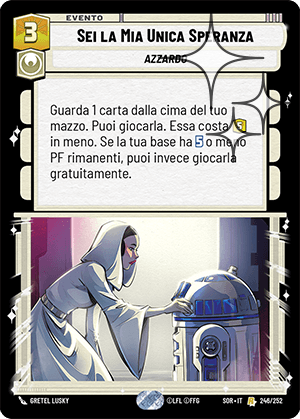 EVENTO
3
SEI LA MIA UNICA SPERANZA
AZZARDO
Guarda 1 carta dalla cima del tuo
mazzo. Puoi giocarla. Essa costa 5
in meno. Se la tua base ha 5 o meno
PF rimanenti, puoi invece giocarla
gratuitamente.
GRETEL LUSKY
©LFL ©FFG
SOR•IT R 246/252